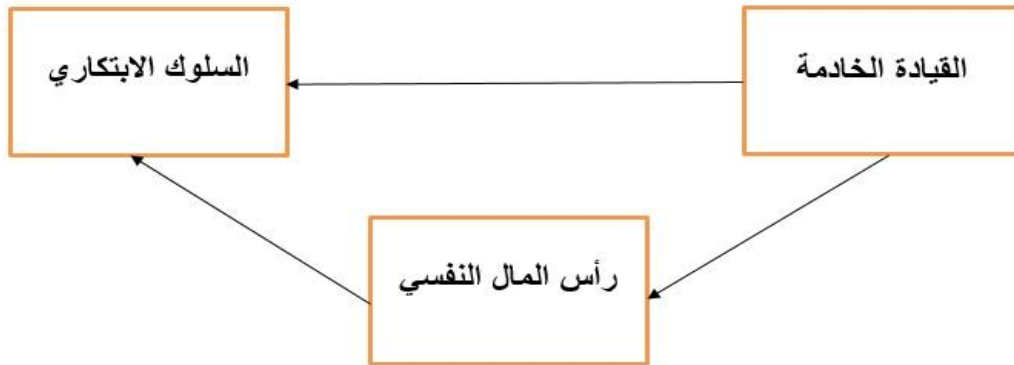 القيادة الخادمة
السلوك الابتكاري
رأس المال النفسي